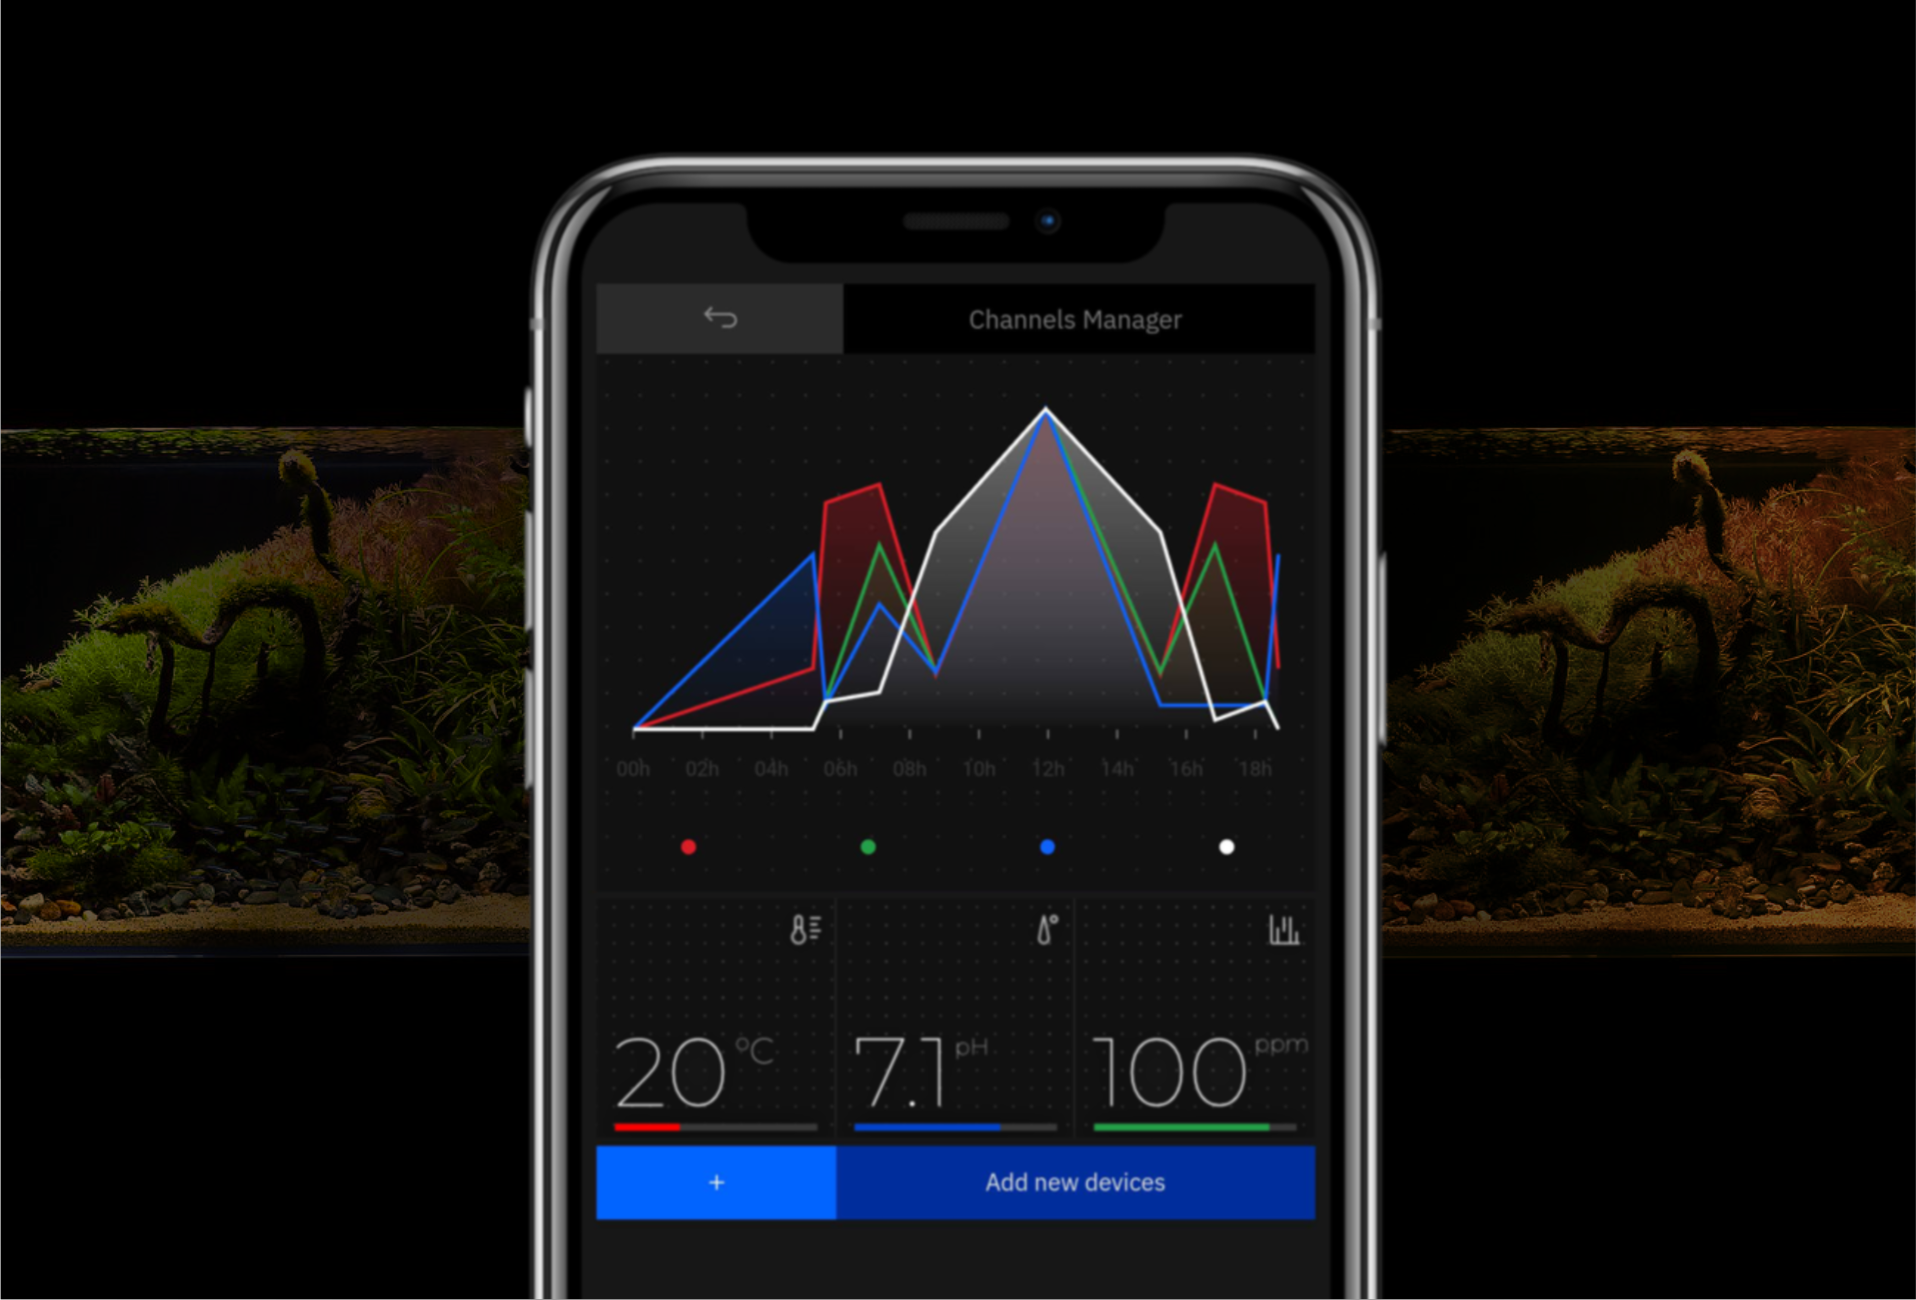 Channels Manager
00h 02h 04h 06h 08h 10h 12h 14h 16h 18h
20 °C
7.1 pH
100 ppm
+ Add new devices